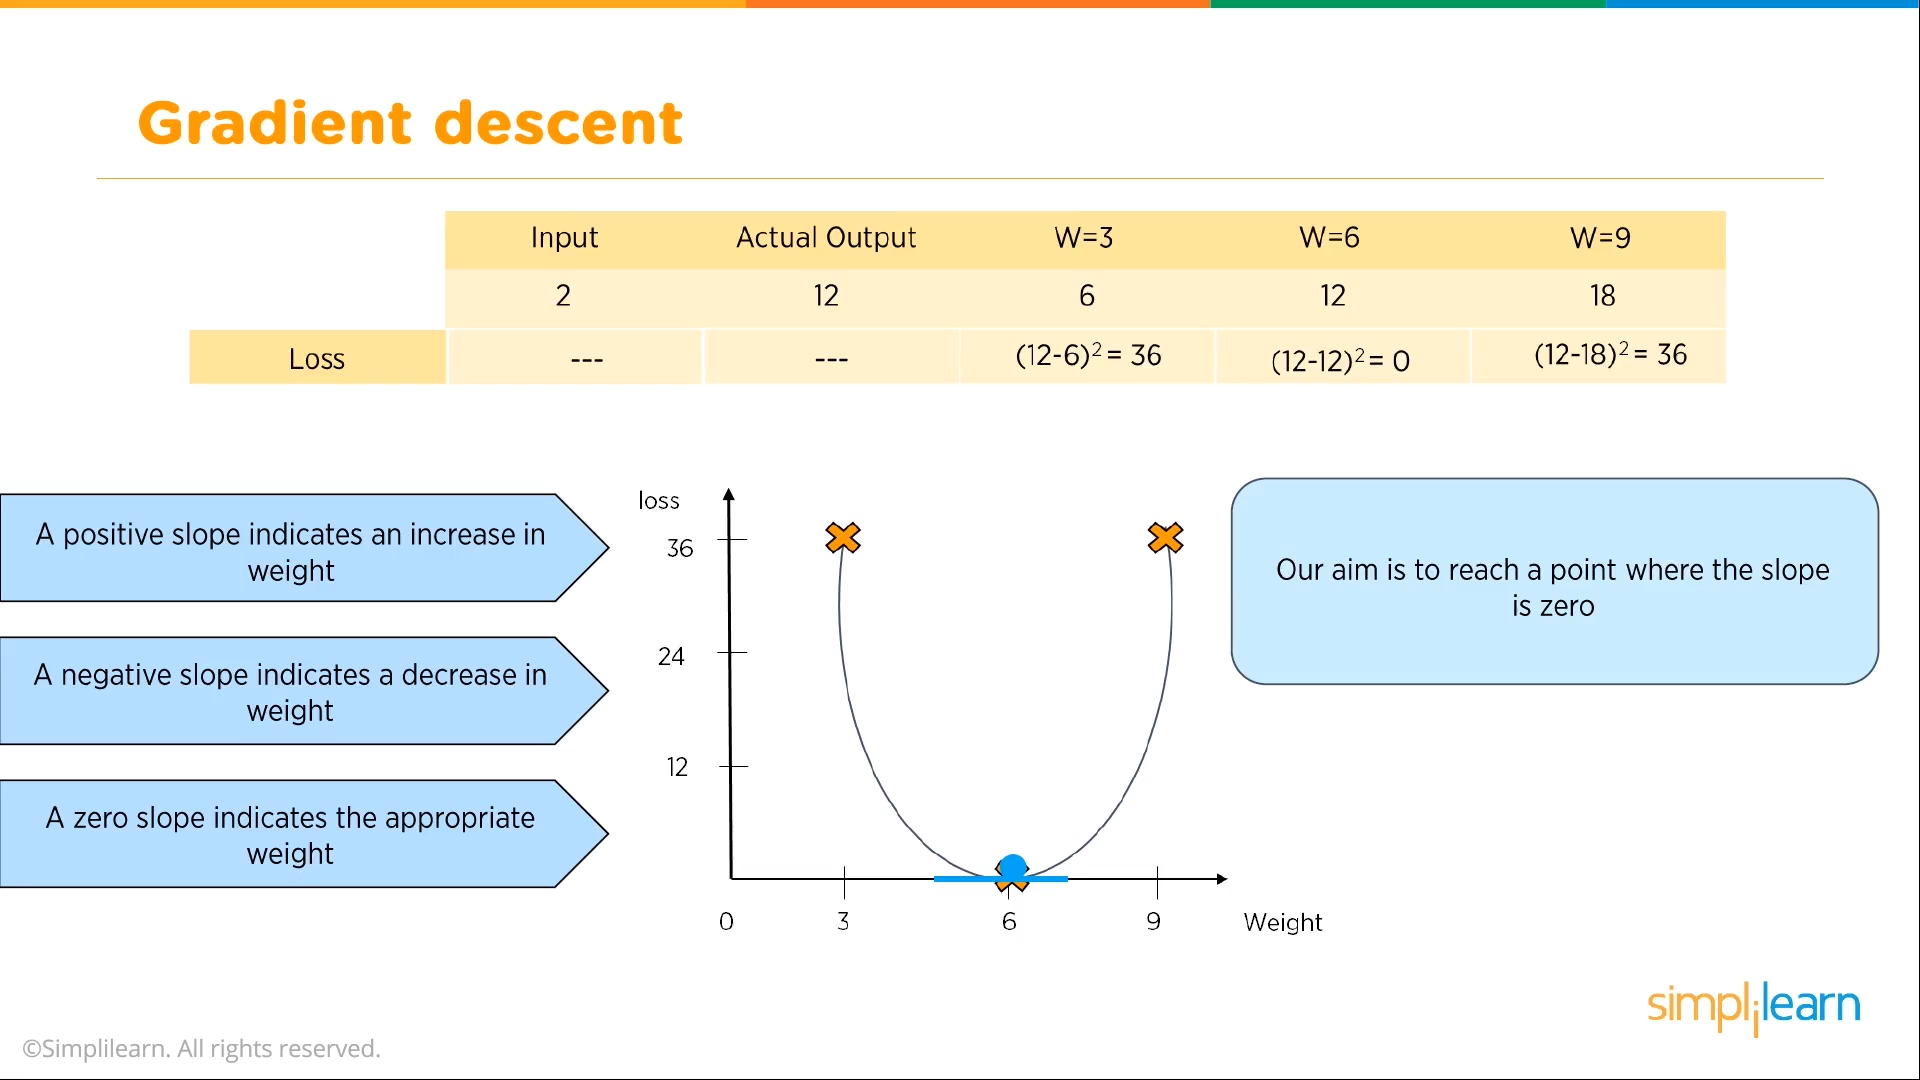 Gradient descent
Input Actual Output W=3 W=6 W=9
2 12 6 12 18
Loss --- --- (12-6)²= 36 (12-12)²= 0 (12-18)²= 36
A positive slope indicates an increase in
weight
A negative slope indicates a decrease in
weight
A zero slope indicates the appropriate
weight
loss
36
24
12
0 3 6 9 Weight
Our aim is to reach a point where the slope
is zero
simplilearn
©Simplilearn. All rights reserved.